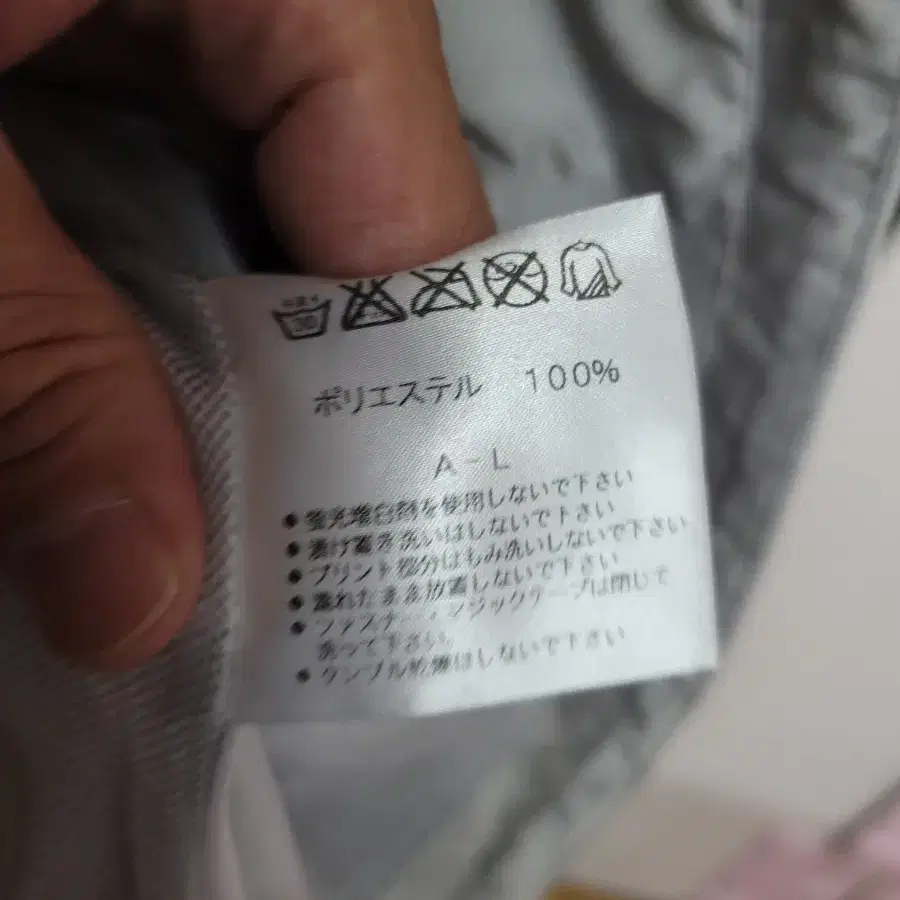 30
ポリエステル 100%
A-L
●蛍光増白剤を使用しないで下さい
●漬け置き洗いはしないで下さい
●プリント部分はもみ洗いしないで下さい
●濡れたまま放置しないで下さい
●ファスナー・マジックテープは閉じて
洗って下さい。
●タンブル乾燥はしないで下さい